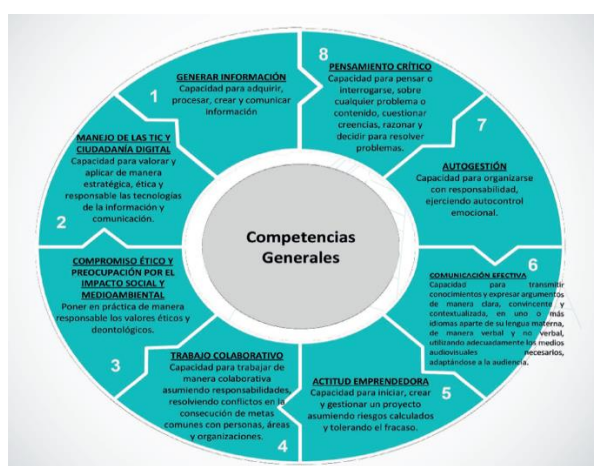 1
GENERAR INFORMACIÓN
Capacidad para adquirir,
procesar, crear y comunicar
información
2
MANEJO DE LAS TIC Y
CIUDADANÍA DIGITAL
Capacidad para valorar y
aplicar de manera
estratégica, ética y
responsable las tecnologías
de la información y
comunicación.
3
COMPROMISO ÉTICO Y
PREOCUPACIÓN POR EL
IMPACTO SOCIAL Y
MEDIOAMBIENTAL
Poner en práctica de manera
responsable los valores éticos y
deontológicos.
4
TRABAJO COLABORATIVO
Capacidad para trabajar de
manera colaborativa
asumiendo responsabilidades,
resolviendo conflictos en la
consecución de metas
comunes con personas, áreas
y organizaciones.
5
ACTITUD EMPRENDEDORA
Capacidad para iniciar, crear
y gestionar un proyecto
asumiendo riesgos calculados
y tolerando el fracaso.
6
COMUNICACIÓN EFECTIVA
Capacidad para transmitir
conocimientos y expresar argumentos
de manera clara, convincente y
contextualizada, en uno o más
idiomas aparte de su lengua materna,
de manera verbal y no verbal,
utilizando adecuadamente los medios
audiovisuales necesarios,
adaptándose a la audiencia.
7
AUTOGESTIÓN
Capacidad para organizarse
con responsabilidad,
ejerciendo autocontrol
emocional.
8
PENSAMIENTO CRÍTICO
Capacidad para pensar o
interrogarse, sobre
cualquier problema o
contenido, cuestionar
creencias, razonar y
decidir para resolver
problemas.
Competencias
Generales